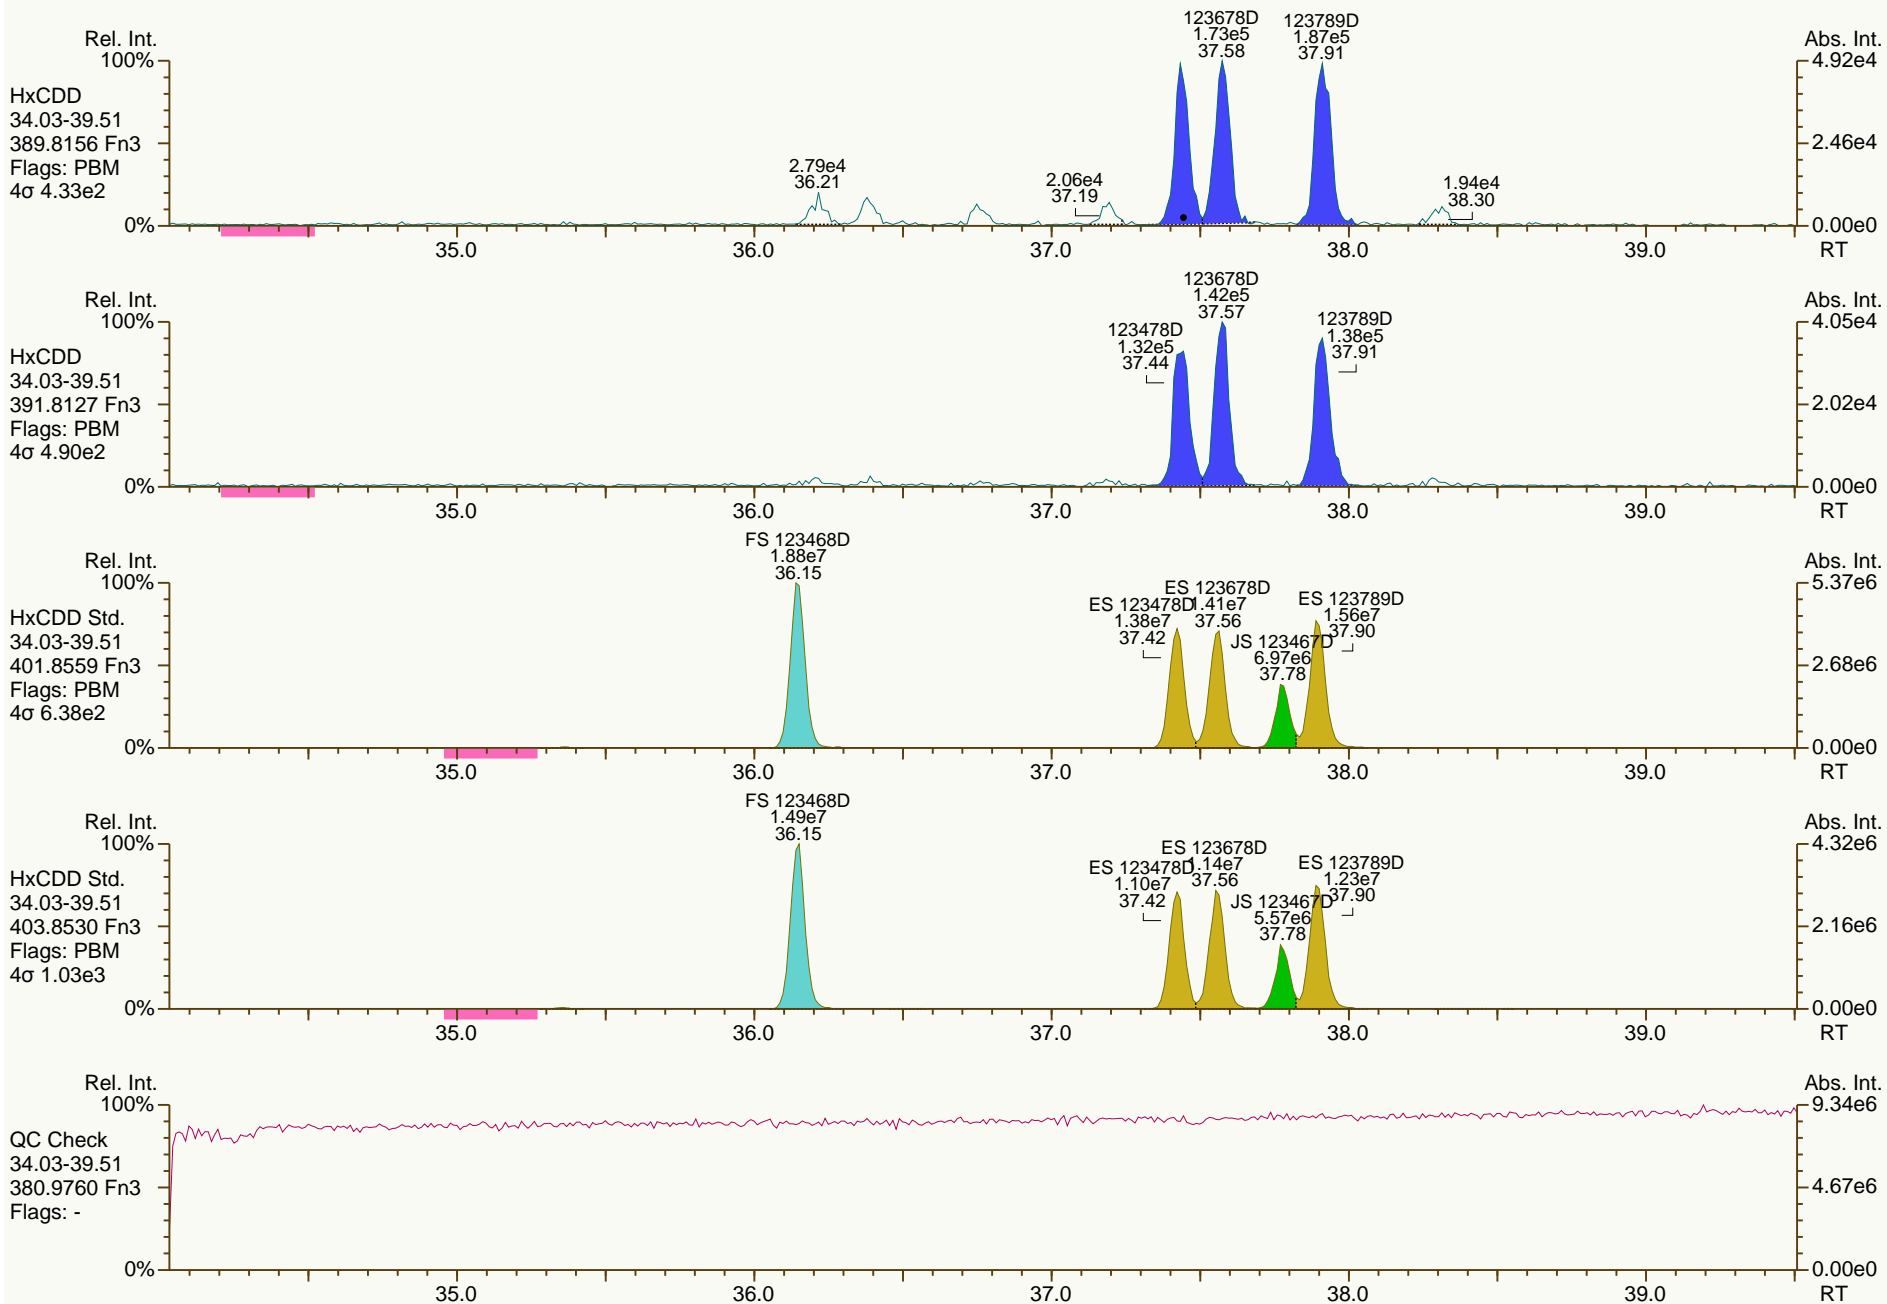 123678D 123789D
1.73e5 1.87e5
37.58 37.91
Rel. Int. Abs. Int.
100% 4.92e4
HxCDD
34.03-39.51
389.8156 Fn3 2.46e4
Flags: PBM
4σ 4.33e2
2.79e4
36.21
2.06e4
37.19
1.94e4
38.30
0% 0.00e0
35.0 36.0 37.0 38.0 39.0 RT
123678D
1.42e5
37.57
Rel. Int. Abs. Int.
100% 4.05e4
123478D
1.32e5
37.44
123789D
1.38e5
37.91
HxCDD
34.03-39.51
391.8127 Fn3 2.02e4
Flags: PBM
4σ 4.90e2
0% 0.00e0
35.0 36.0 37.0 38.0 39.0 RT
FS 123468D
1.88e7
36.15
Rel. Int. Abs. Int.
100% 5.37e6
ES 123478D
1.38e7
37.42
ES 123678D
1.41e7
37.56
JS 123467D
6.97e6
37.78
ES 123789D
1.56e7
37.90
HxCDD Std.
34.03-39.51
401.8559 Fn3 2.68e6
Flags: PBM
4σ 6.38e2
0% 0.00e0
35.0 36.0 37.0 38.0 39.0 RT
FS 123468D
1.49e7
36.15
Rel. Int. Abs. Int.
100% 4.32e6
ES 123478D
1.10e7
37.42
ES 123678D
1.14e7
37.56
JS 123467D
5.57e6
37.78
ES 123789D
1.23e7
37.90
HxCDD Std.
34.03-39.51
403.8530 Fn3 2.16e6
Flags: PBM
4σ 1.03e3
0% 0.00e0
35.0 36.0 37.0 38.0 39.0 RT
Rel. Int. Abs. Int.
100% 9.34e6
QC Check
34.03-39.51
380.9760 Fn3 4.67e6
Flags: -
0% 0.00e0
35.0 36.0 37.0 38.0 39.0 RT